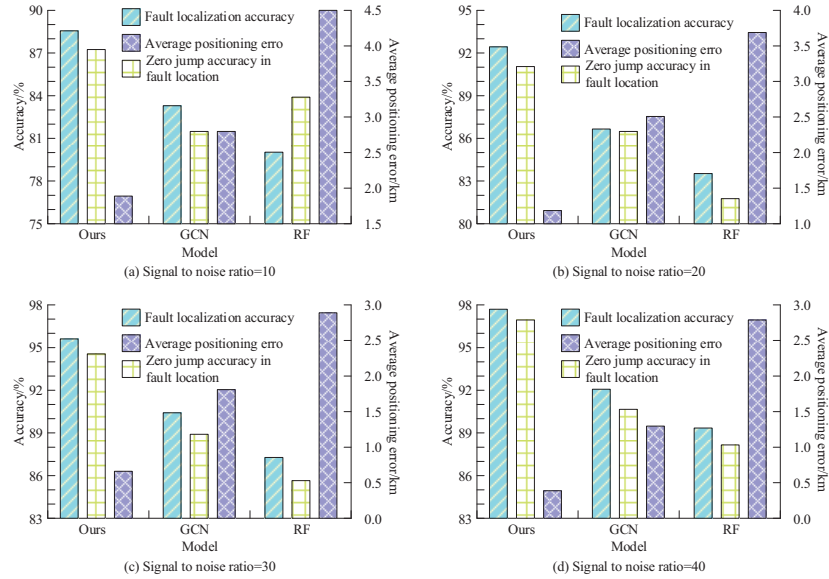 90
87
84
81
78
75
Accuracy/%
Fault localization accuracy
Average positioning erro
Zero jump accuracy in
fault location
4.5
4.0
3.5
3.0
2.5
2.0
1.5
Average positioning
error/km
Ours
GCN
RF
Model
(a) Signal to noise ratio=10
95
92
89
86
83
80
Accuracy/%
Fault localization accuracy
Average positioning erro
Zero jump accuracy in
fault location
4.0
3.5
3.0
2.5
2.0
1.5
1.0
Average positioning error/km
Ours
GCN
RF
Model
(b) Signal to noise ratio=20
98
95
92
89
86
83
Accuracy/%
Fault localization accuracy
Average positioning erro
Zero jump accuracy in
fault location
3.0
2.5
2.0
1.5
1.0
0.5
0.0
Average positioning error/km
Ours
GCN
RF
Model
(c) Signal to noise ratio=30
98
95
92
89
86
83
Accuracy/%
Fault localization accuracy
Average positioning erro
Zero jump accuracy in
fault location
3.0
2.5
2.0
1.5
1.0
0.5
0.0
Average positioning error/km
Ours
GCN
RF
Model
(d) Signal to noise ratio=40